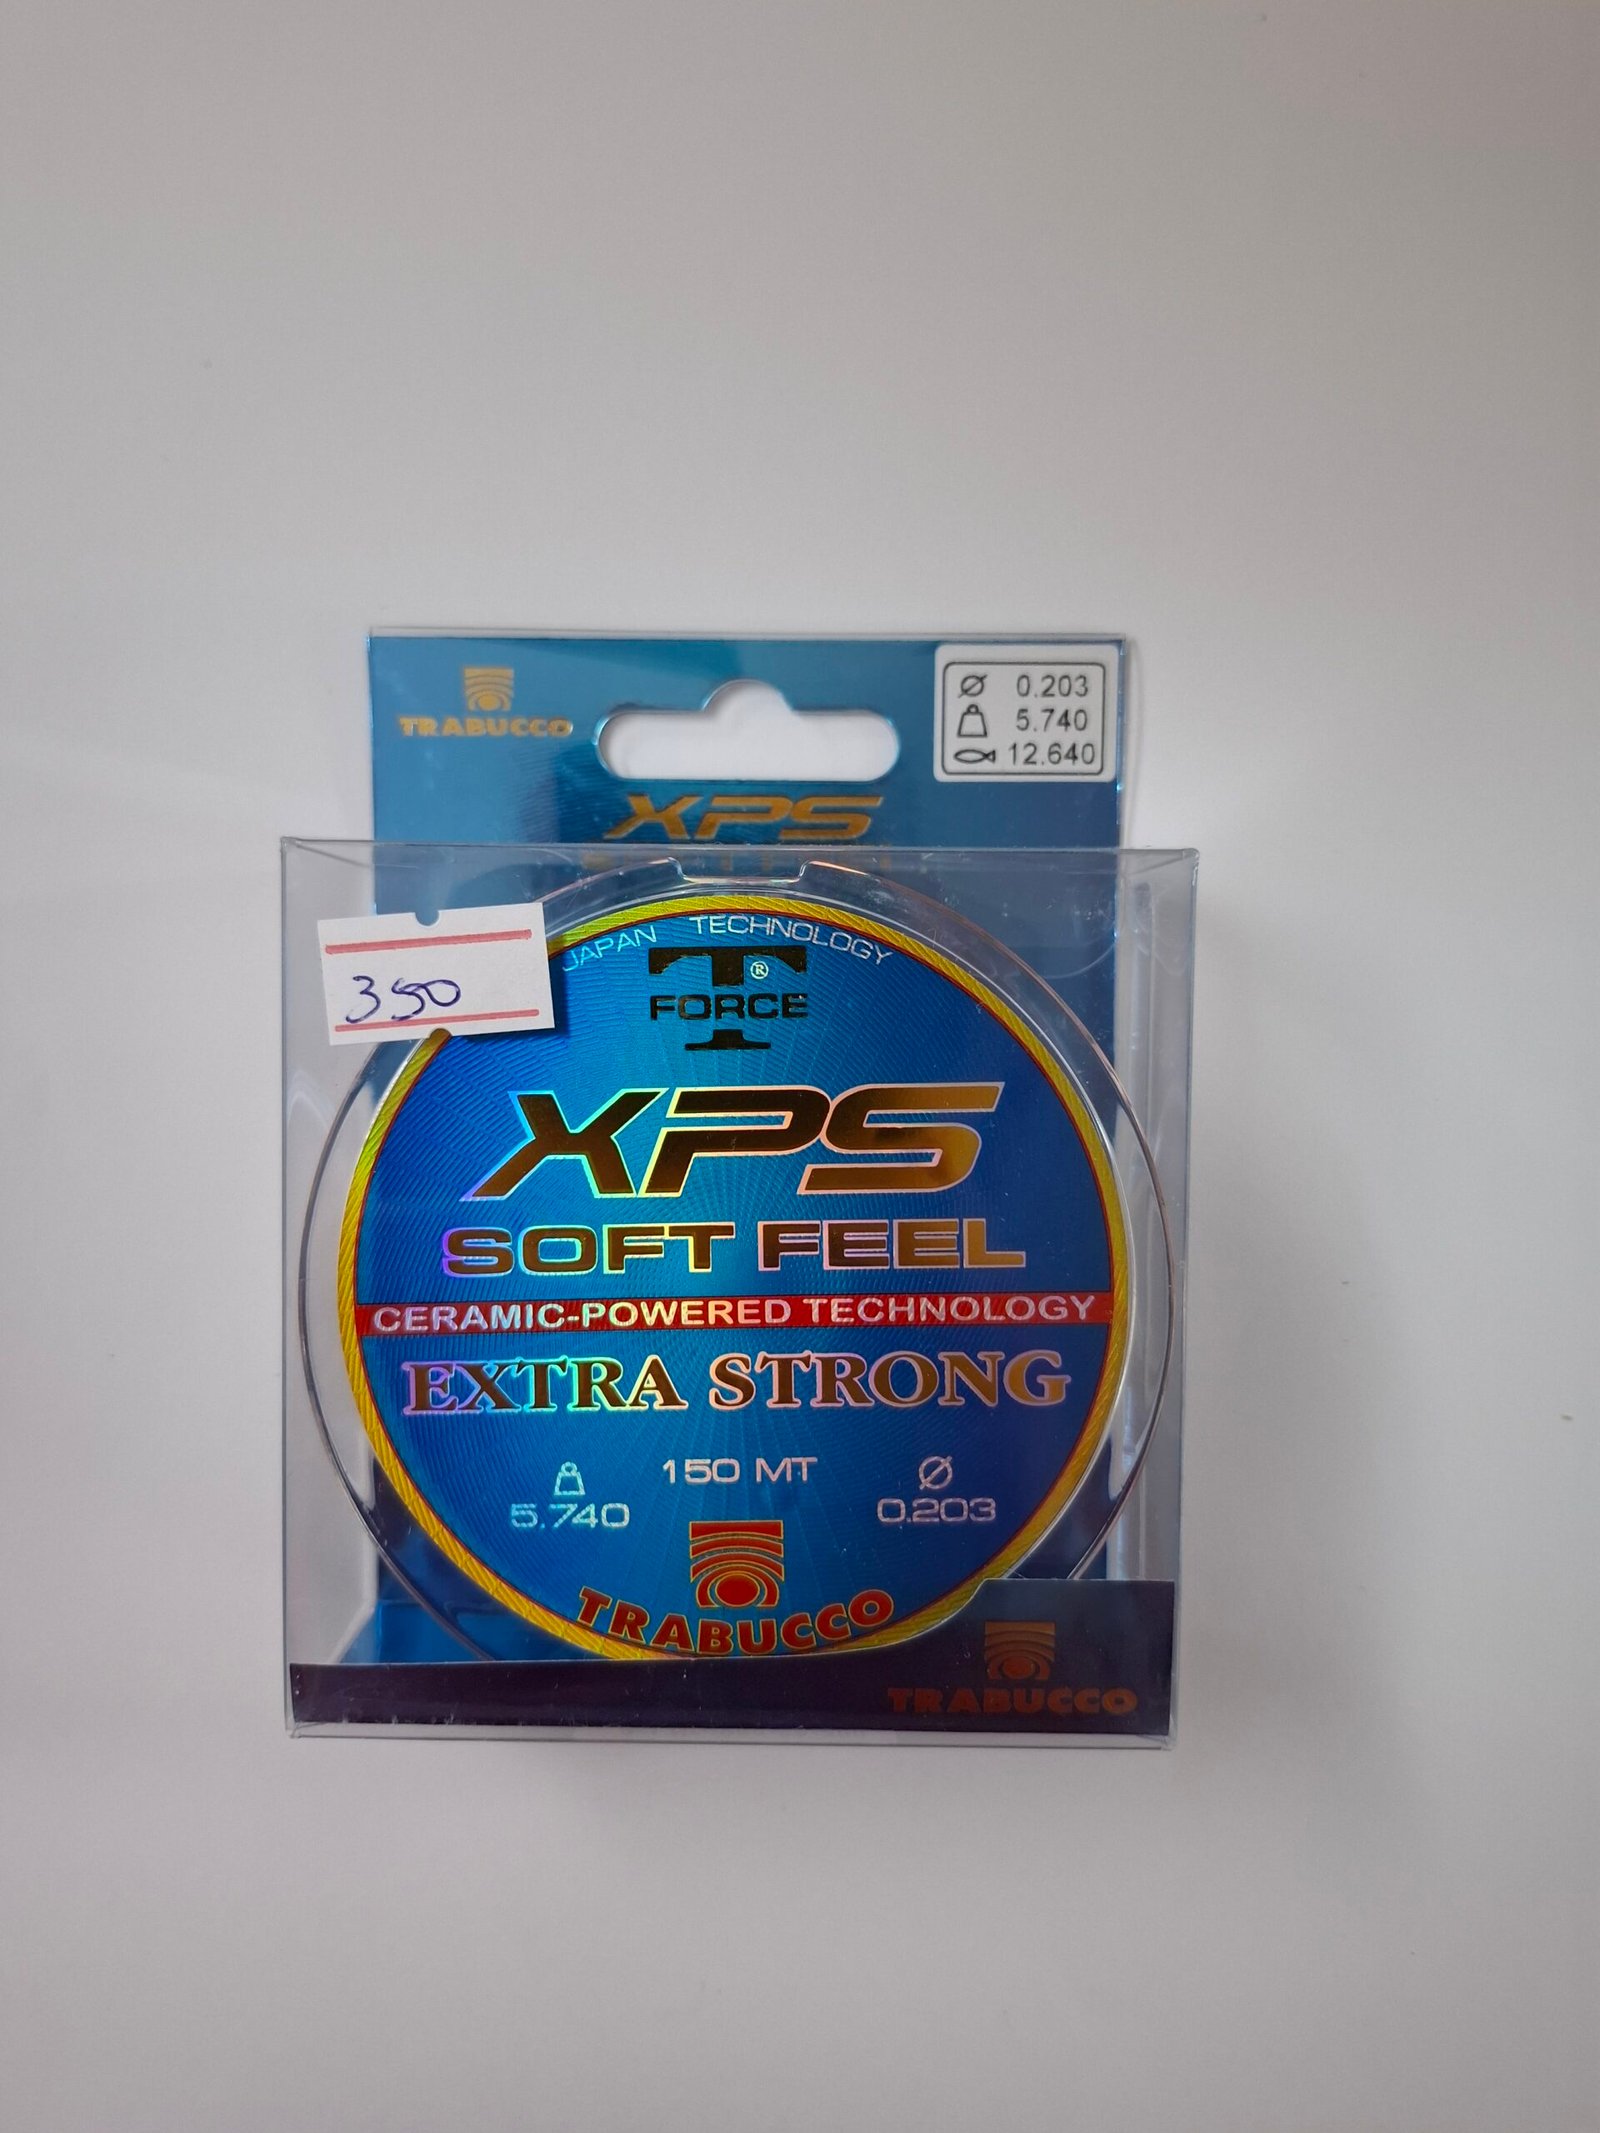 TRABUCCO
0.203
5.740
12.640
XPS
JAPAN TECHNOLOGY
T®
FORCE
350
XPS
SOFT FEEL
CERAMIC-POWERED TECHNOLOGY
EXTRA STRONG
150 MT
5.740
0.203
TRABUCCO
TRABUCCO